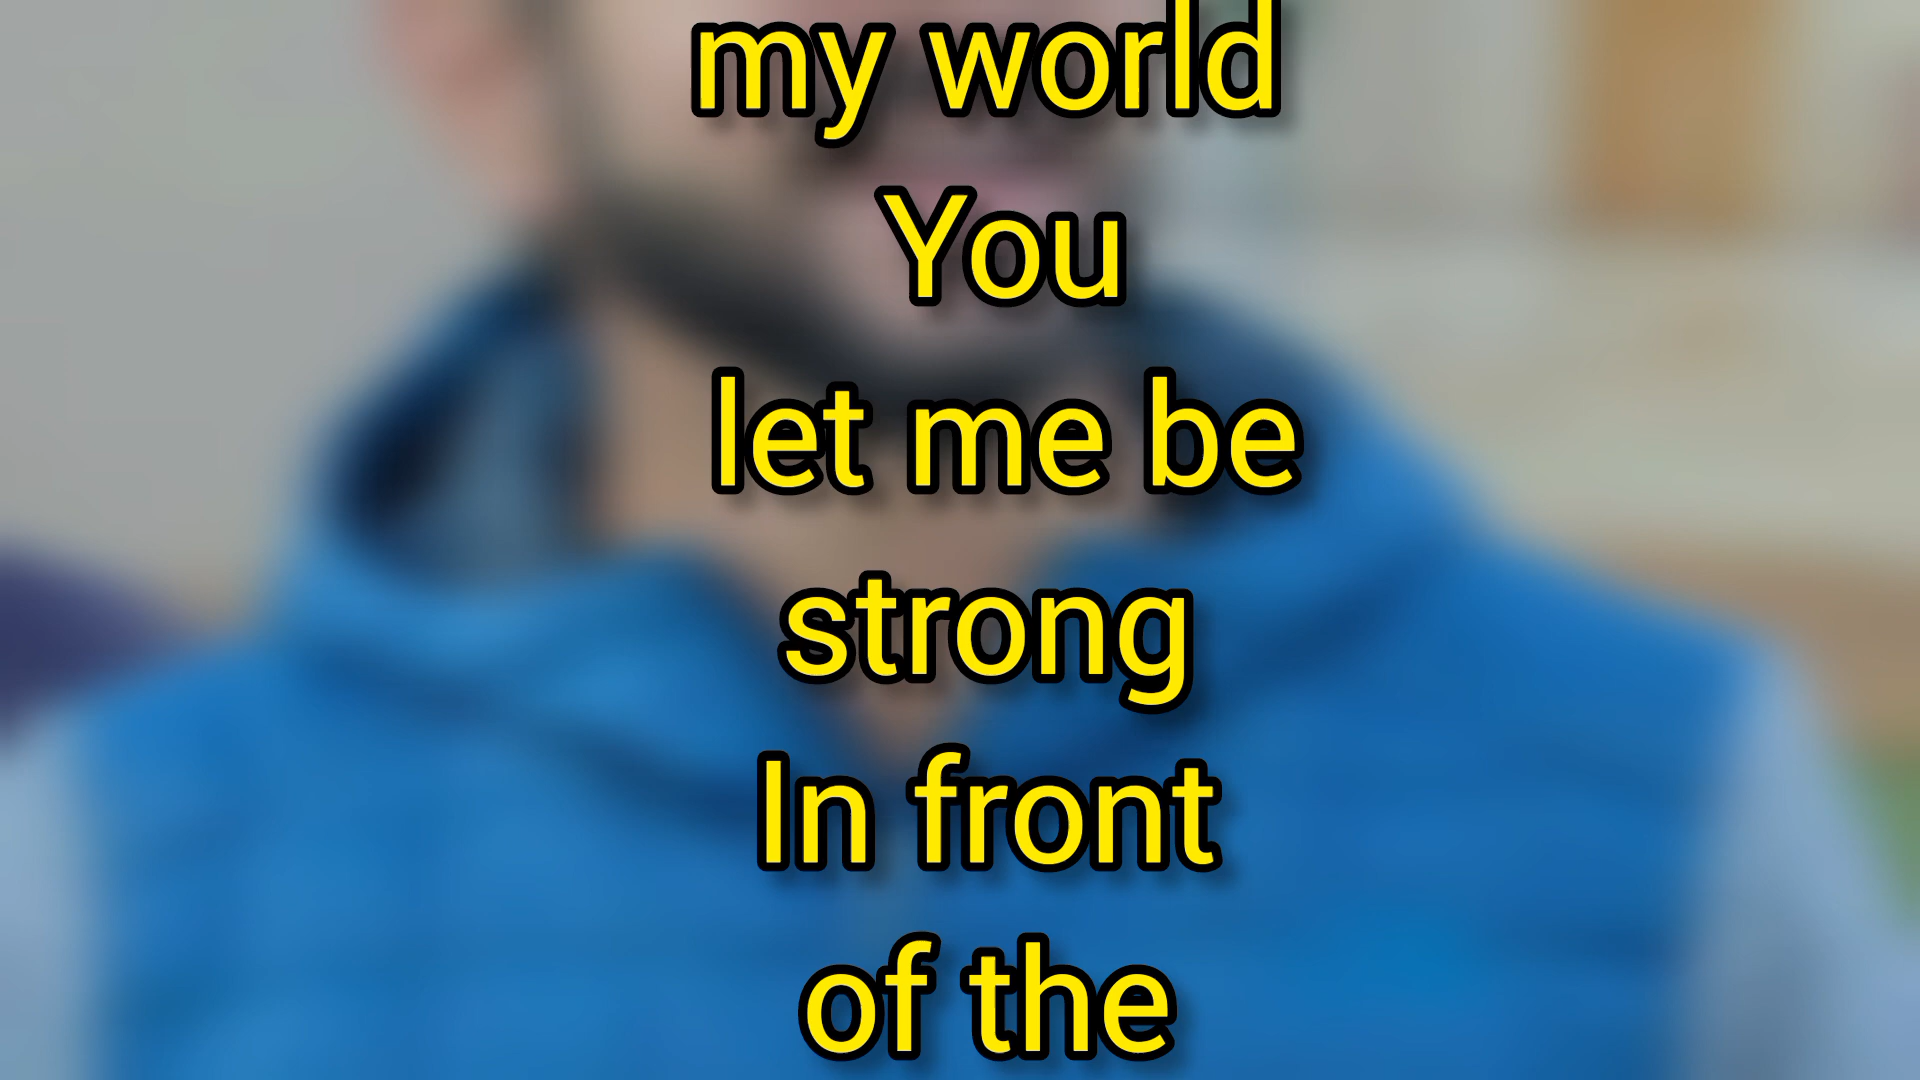 my world
You
let me be
strong
In front
of the